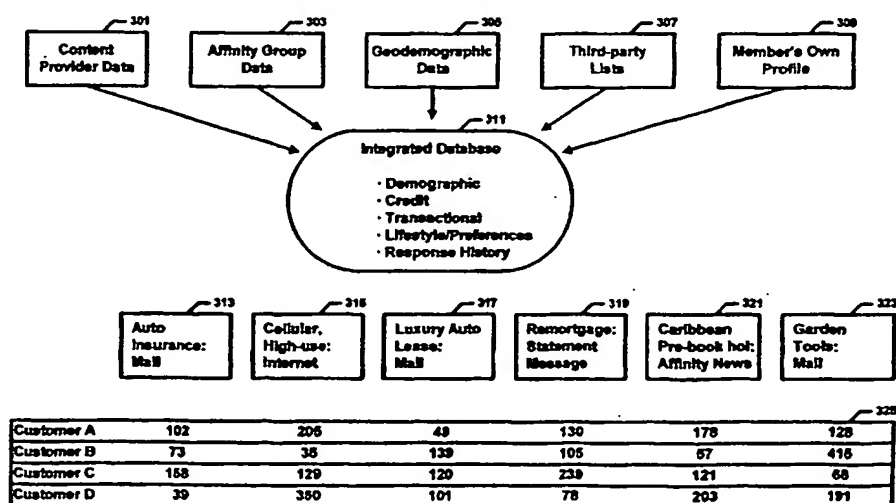 301 303 305 307 309
Content Provider Data
Affinity Group Data
Geodemographic Data
Third-party Lists
Member's Own Profile
311
Integrated Database
· Demographic
· Credit
· Transactional
· Lifestyle/Preferences
· Response History
313 315 317 319 321 323
Auto Insurance: Mail
Cellular, High-use: Internet
Luxury Auto Lease: Mail
Remortgage: Statement Message
Caribbean Pre-book hol: Affinity News
Garden Tools: Mail
325
Customer A 102 205 49 130 178 128
Customer B 73 35 139 105 67 415
Customer C 158 129 120 239 121 68
Customer D 39 350 101 78 203 191